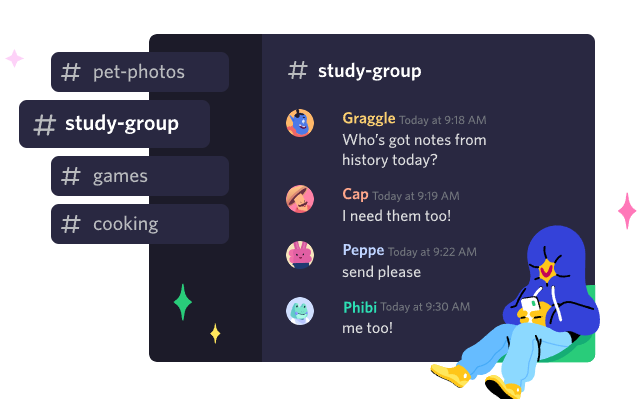 # pet-photos
# study-group
# games
# cooking
# study-group
Graggle Today at 9:18 AM
Who's got notes from
history today?
Cap Today at 9:19 AM
I need them too!
Peppe Today at 9:22 AM
send please
Phibi Today at 9:30 AM
me too!